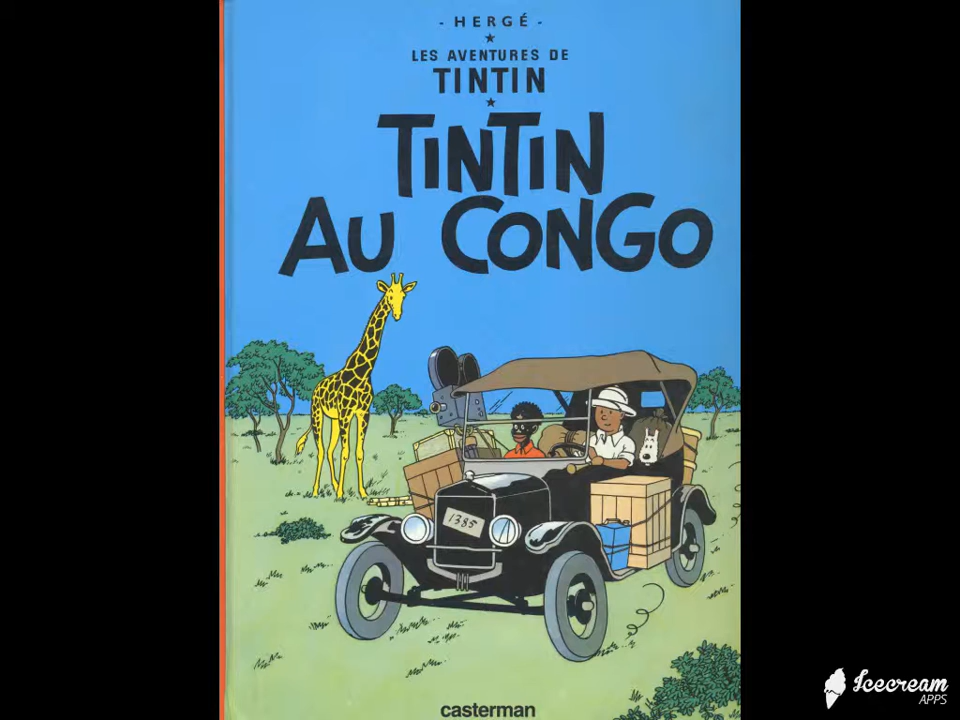 - HERGÉ -
LES AVENTURES DE
TINTIN
TINTIN
AU CONGO
1385
casterman
Icecream
APPS